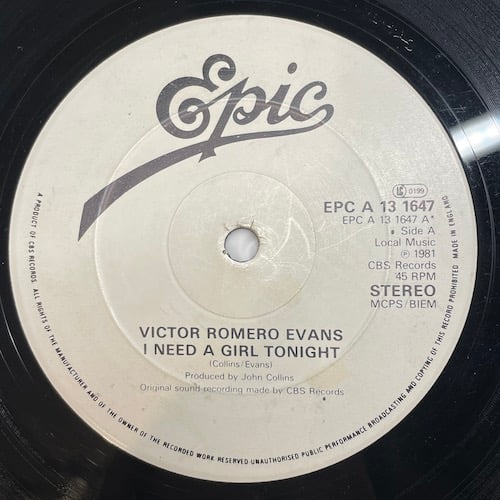 Epic
LC 0199
EPC A 13 1647
EPC A 13 1647 A*
Side A
Local Music
℗ 1981
CBS Records
45 RPM
STEREO
MCPS/BIEM
VICTOR ROMERO EVANS
I NEED A GIRL TONIGHT
(Collins/Evans)
Produced by John Collins
Original sound recording made by CBS Records
A PRODUCT OF CBS RECORDS. ALL RIGHTS OF THE MANUFACTURER AND OF THE OWNER OF THE RECORDED WORK RESERVED·UNAUTHORISED PUBLIC PERFORMANCE BROADCASTING AND COPYING OF THIS RECORD PROHIBITED MADE IN ENGLAND